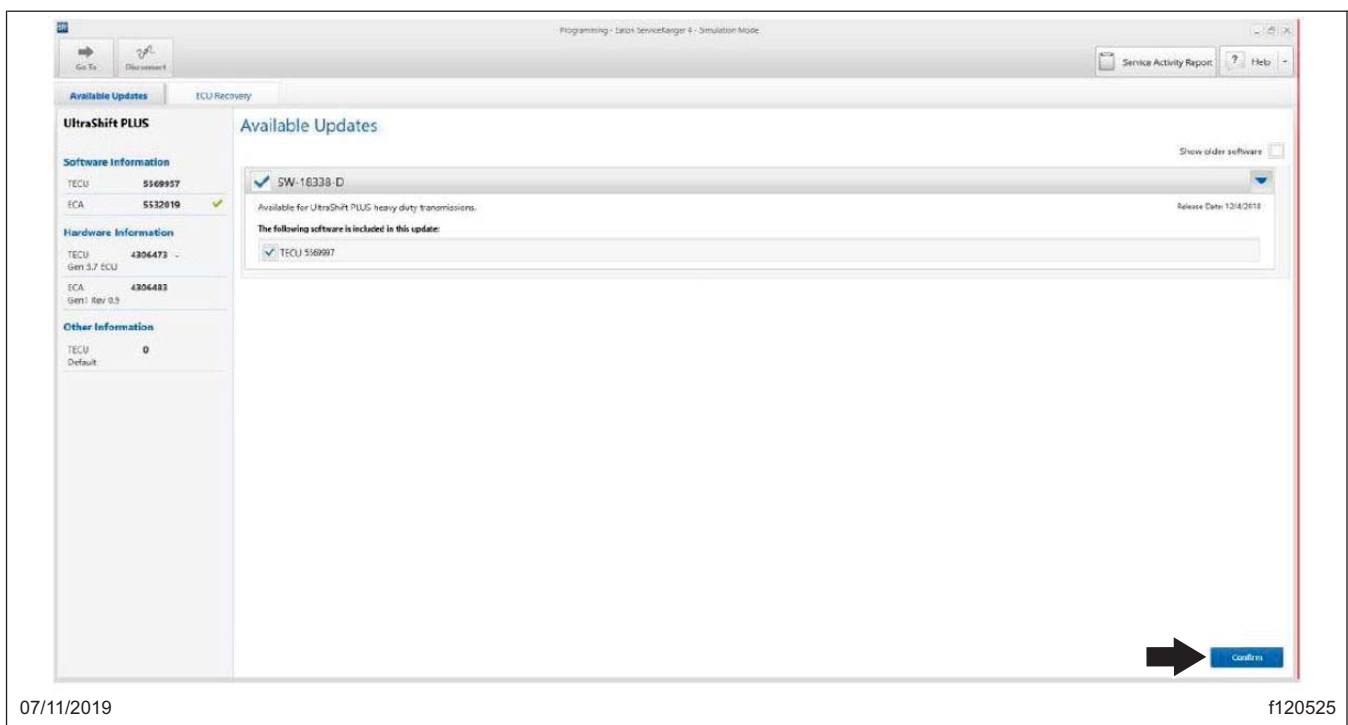 Programming - Eaton ServiceRanger 4 - Simulation Mode
Go To
Disconnect
Service Activity Report
? Help
Available Updates
ECU Recovery
UltraShift PLUS
Software Information
TECU 5569957
ECA 5532019
Hardware Information
TECU 4306473 -
Gen 3.7 ECU
ECA 4306483
Gen1 Rev 0.9
Other Information
TECU 0
Default
Available Updates
Show older software
SW-18338-D
Available for UltraShift PLUS heavy duty transmissions.
Release Date: 12/4/2018
The following software is included in this update:
TECU 5569997
Confirm
07/11/2019
f120525